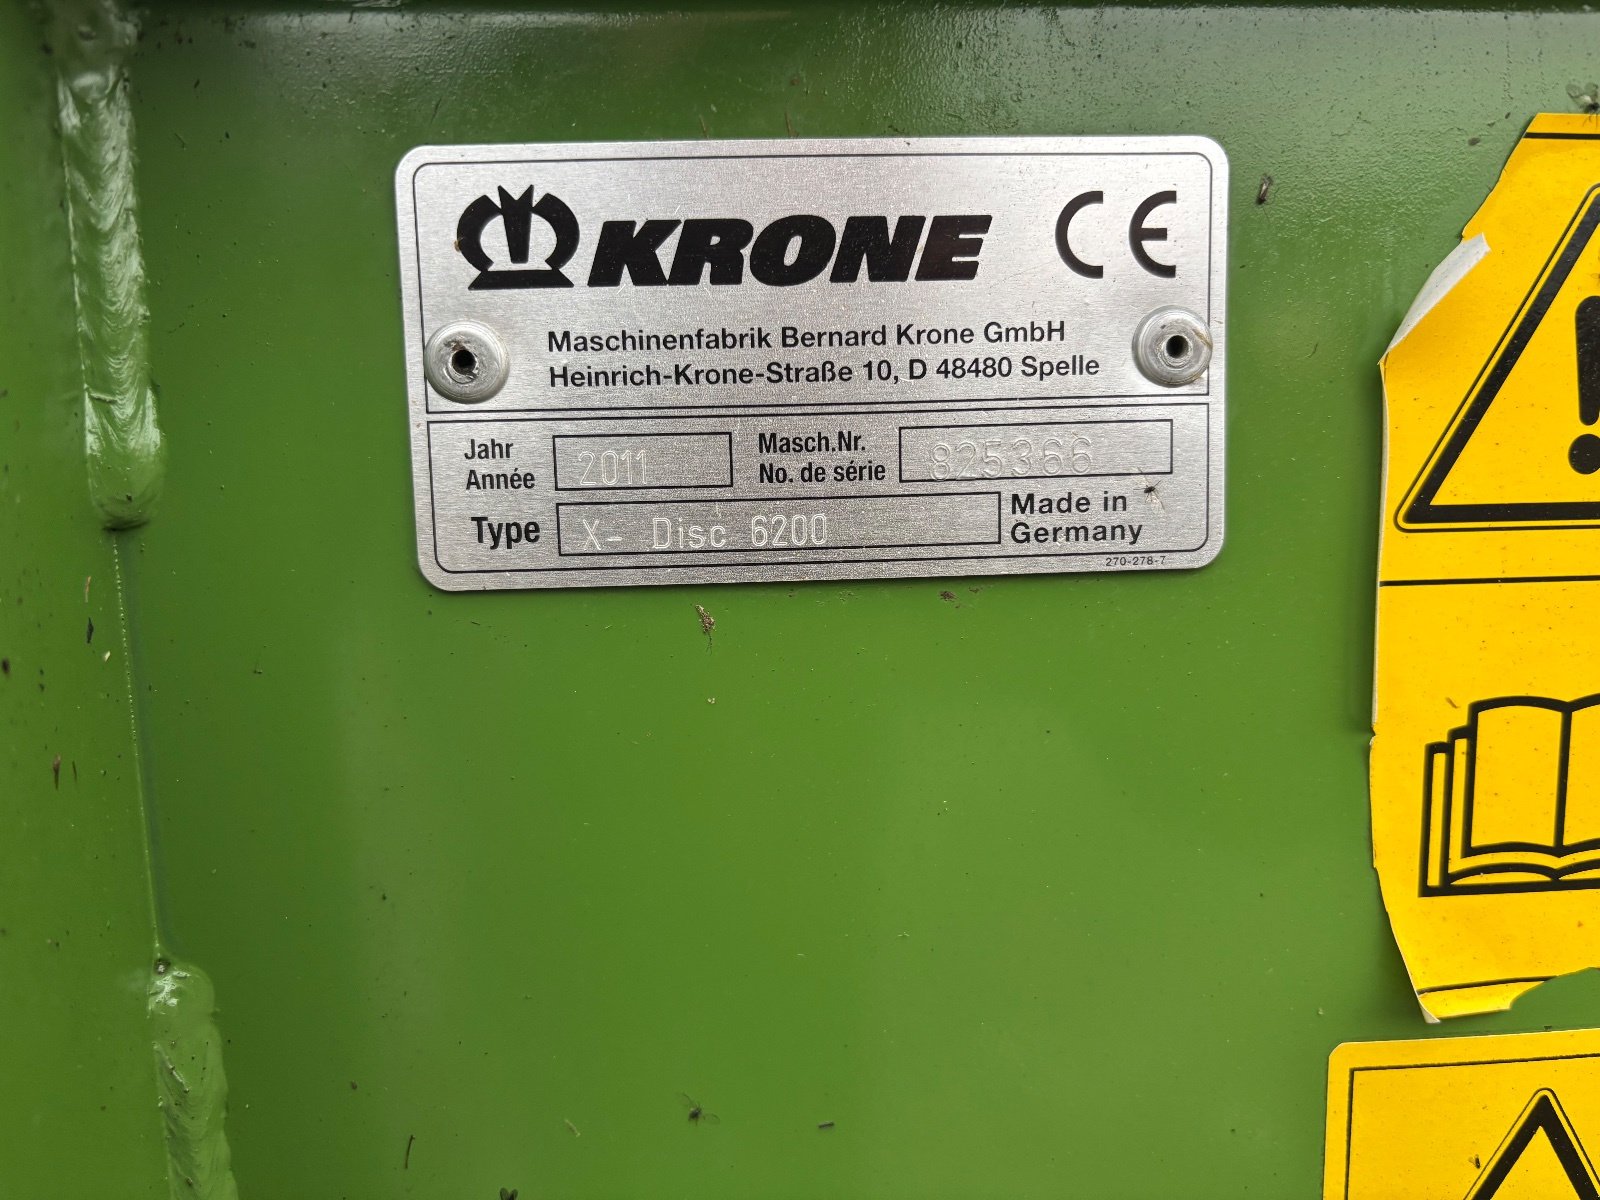 KRONE CE
Maschinenfabrik Bernard Krone GmbH
Heinrich-Krone-Straße 10, D 48480 Spelle
Jahr
Année
2011
Masch.Nr.
No. de série
825366
Type X- Disc 6200
Made in
Germany
270-278-7